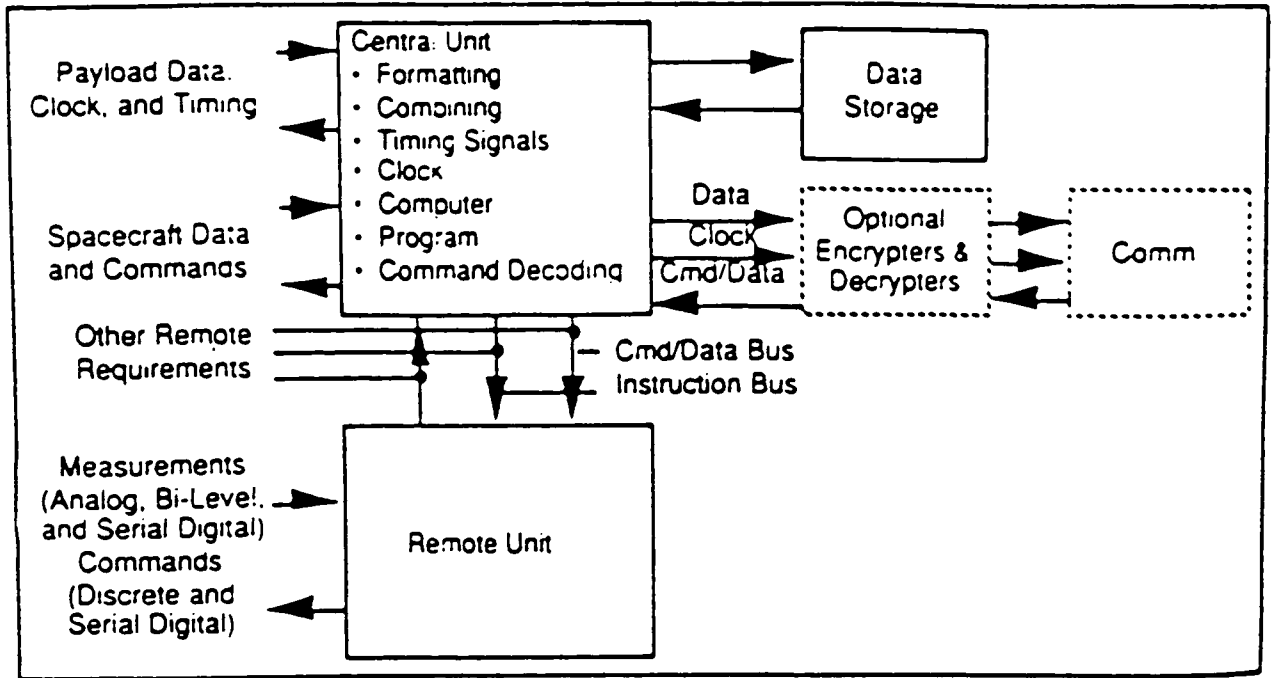 Payload Data,
Clock, and Timing
Spacecraft Data
and Commands
Other Remote
Requirements
Measurements
(Analog, Bi-Level,
and Serial Digital)
Commands
(Discrete and
Serial Digital)
Central Unit
• Formatting
• Combining
• Timing Signals
• Clock
• Computer
• Program
• Command Decoding
Data
Storage
Data
Clock
Cmd/Data
Optional
Encrypters &
Decrypters
Comm
Cmd/Data Bus
Instruction Bus
Remote Unit